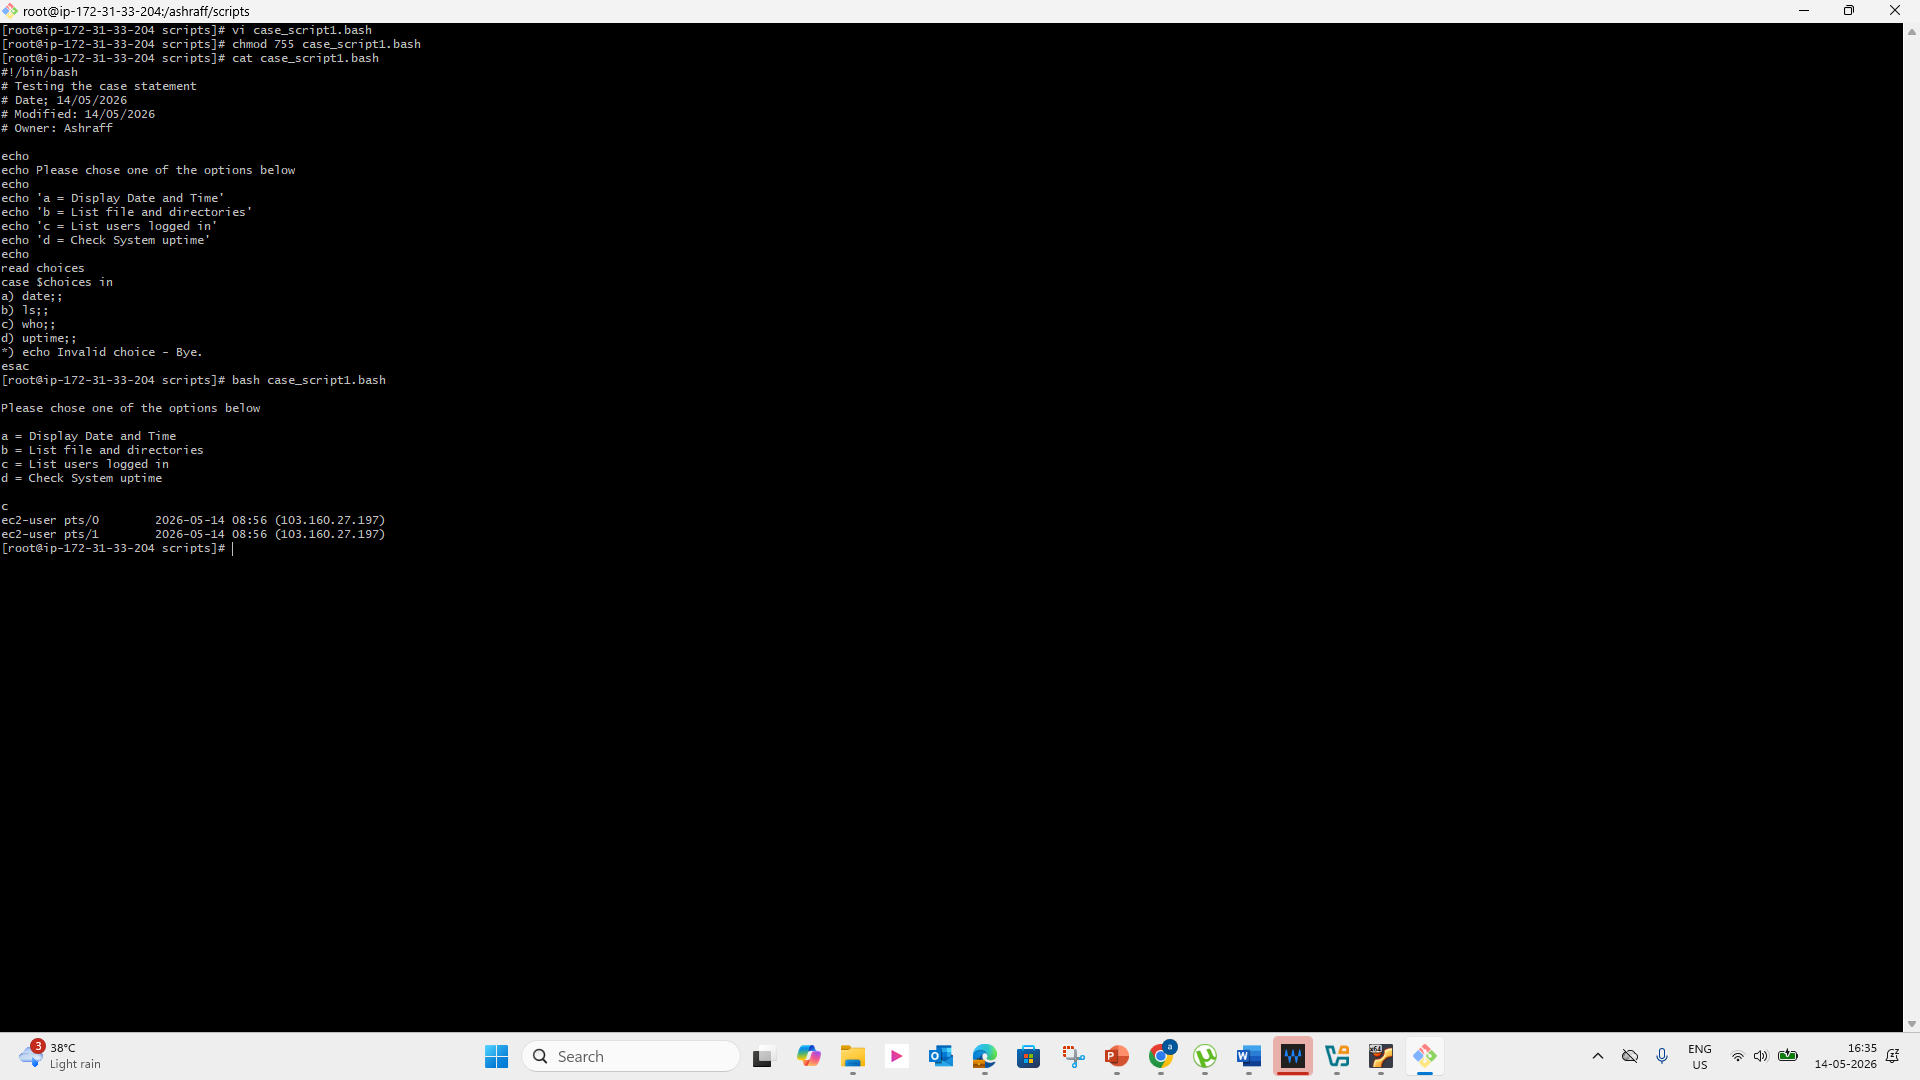 root@ip-172-31-33-204:/ashraff/scripts
[root@ip-172-31-33-204 scripts]# vi case_script1.bash
[root@ip-172-31-33-204 scripts]# chmod 755 case_script1.bash
[root@ip-172-31-33-204 scripts]# cat case_script1.bash
#!/bin/bash
# Testing the case statement
# Date; 14/05/2026
# Modified: 14/05/2026
# Owner: Ashraff
echo
echo Please chose one of the options below
echo
echo 'a = Display Date and Time'
echo 'b = List file and directories'
echo 'c = List users logged in'
echo 'd = Check System uptime'
echo
read choices
case $choices in
a) date;;
b) ls;;
c) who;;
d) uptime;;
*) echo Invalid choice - Bye.
esac
[root@ip-172-31-33-204 scripts]# bash case_script1.bash
Please chose one of the options below
a = Display Date and Time
b = List file and directories
c = List users logged in
d = Check System uptime
c
ec2-user pts/0        2026-05-14 08:56 (103.160.27.197)
ec2-user pts/1        2026-05-14 08:56 (103.160.27.197)
[root@ip-172-31-33-204 scripts]#
3
38°C
Light rain
Search
a
ENG
US
16:35
14-05-2026